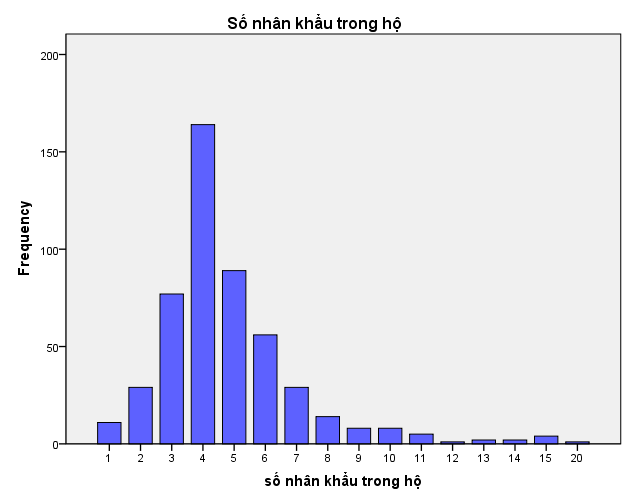 Số nhân khẩu trong hộ
200
150
100
50
0
Frequency
1 2 3 4 5 6 7 8 9 10 11 12 13 14 15 20
số nhân khẩu trong hộ